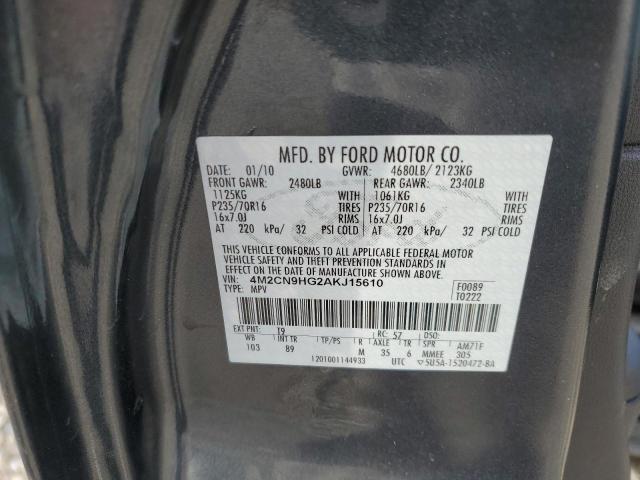 MFD. BY FORD MOTOR CO.
DATE: 01/10 GVWR: 4680LB/ 2123KG
FRONT GAWR: 2480LB REAR GAWR: 2340LB
1125KG WITH 1061KG WITH
P235/70R16 TIRES P235/70R16 TIRES
16x7.0J RIMS 16x7.0J RIMS
AT 220 kPa/ 32 PSI COLD AT 220 kPa/ 32 PSI COLD
THIS VEHICLE CONFORMS TO ALL APPLICABLE FEDERAL MOTOR
VEHICLE SAFETY AND THEFT PREVENTION STANDARDS IN
EFFECT ON THE DATE OF MANUFACTURE SHOWN ABOVE.
VIN: 4M2CN9HG2AKJ15610 F0089
TYPE: MPV T0222
EXT PNT: T9 RC: 57 DSO:
WB INT TR TP/PS R AXLE TR SPR AM71F
103 89 M 35 6 MMEE 305
1201001144933 UTC ▽5U5A-1520472-BA